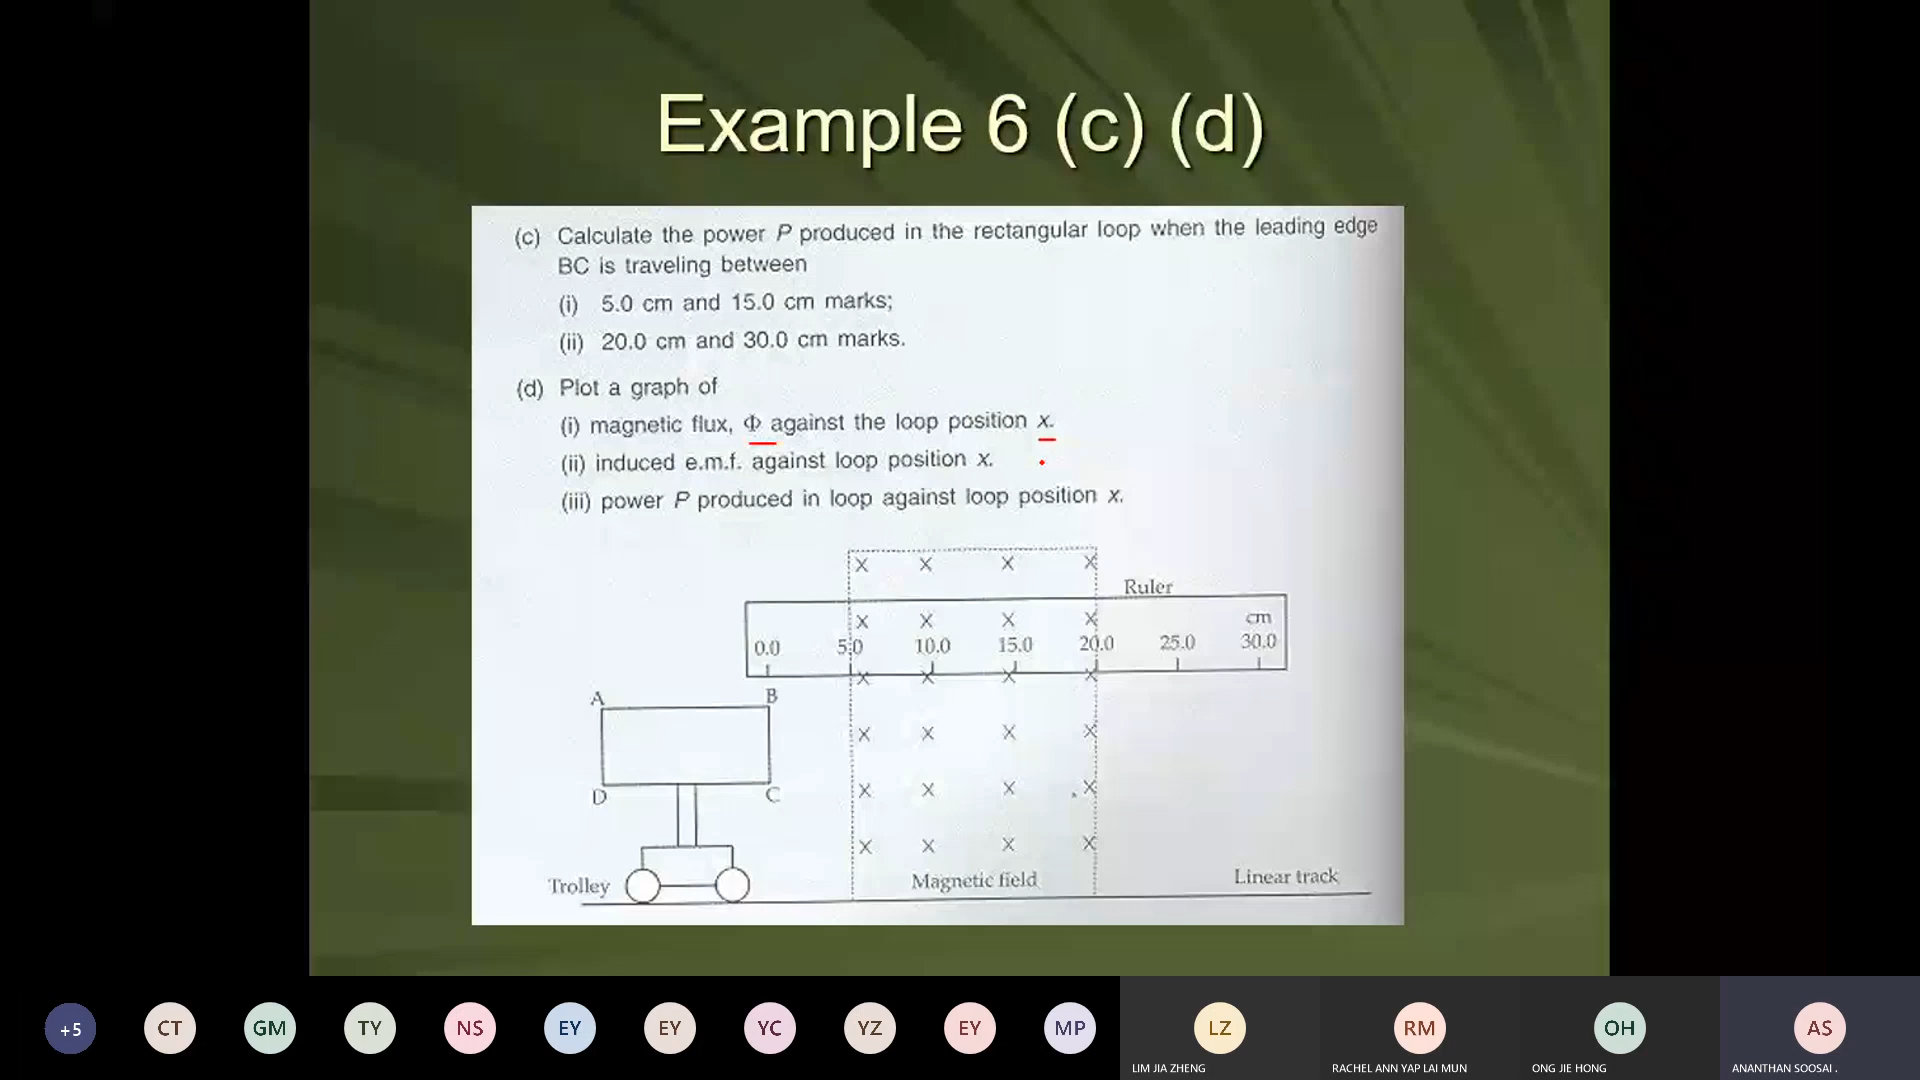 Example 6 (c) (d)
(c) Calculate the power P produced in the rectangular loop when the leading edge
BC is traveling between
(i) 5.0 cm and 15.0 cm marks;
(ii) 20.0 cm and 30.0 cm marks.
(d) Plot a graph of
(i) magnetic flux, Φ against the loop position x.
(ii) induced e.m.f. against loop position x.
(iii) power P produced in loop against loop position x.
X X X X
Ruler
X X X X cm
0.0 5.0 10.0 15.0 20.0 25.0 30.0
X X X X
A B
X X X X
D C
X X X X
X X X X
Trolley Magnetic field Linear track
+5 CT GM TY NS EY EY YC YZ EY MP LZ RM OH AS
LIM JIA ZHENG RACHEL ANN YAP LAI MUN ONG JIE HONG ANANTHAN SOOSAI .